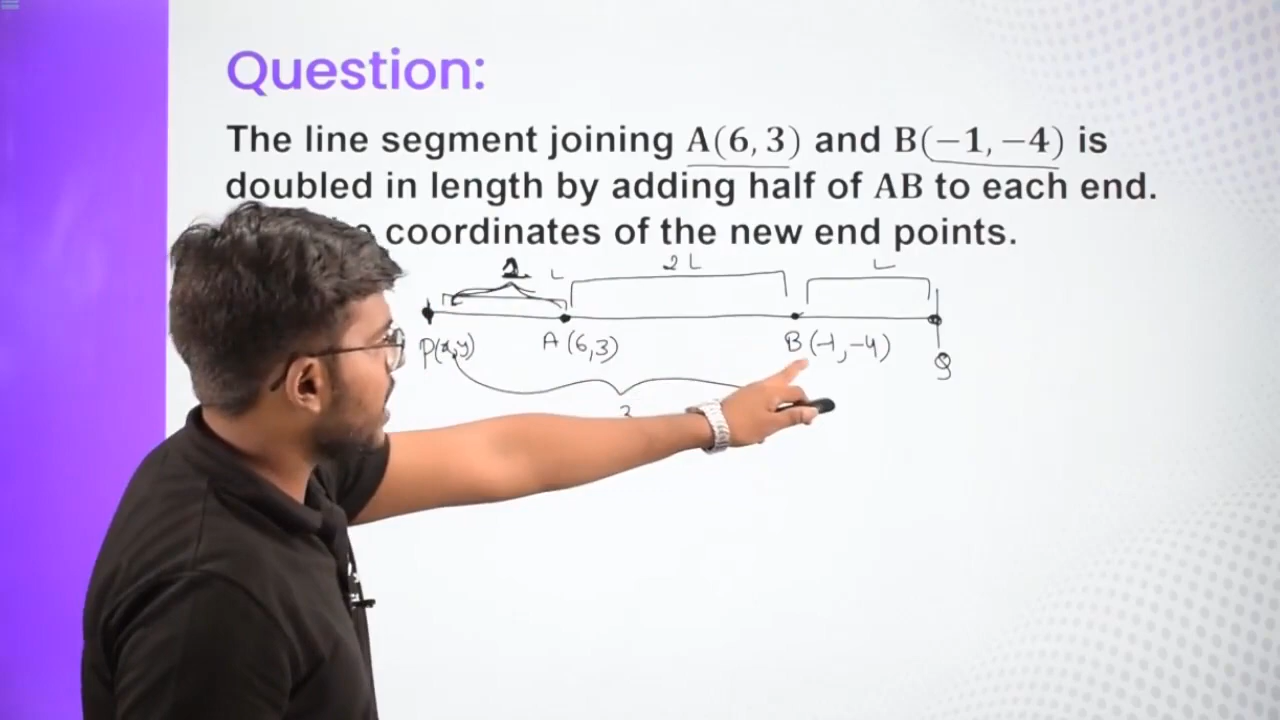 Question:
The line segment joining A(6, 3) and B(−1, −4) is
doubled in length by adding half of AB to each end.
coordinates of the new end points.
L 2L L
P(x,y) A (6,3) B (-1,-4) Q